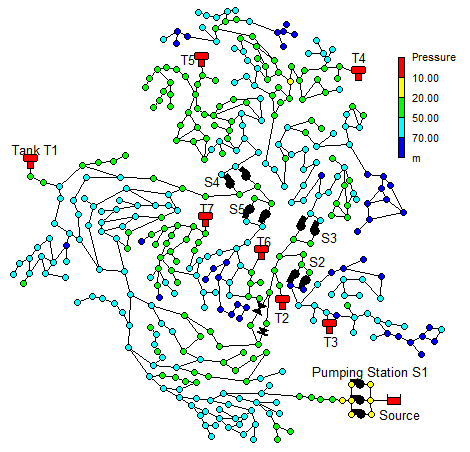 T5
T4
Pressure
10.00
20.00
50.00
70.00
m
Tank T1
S4
S5
T7
S3
T6
S2
T2
T3
Pumping Station S1
Source